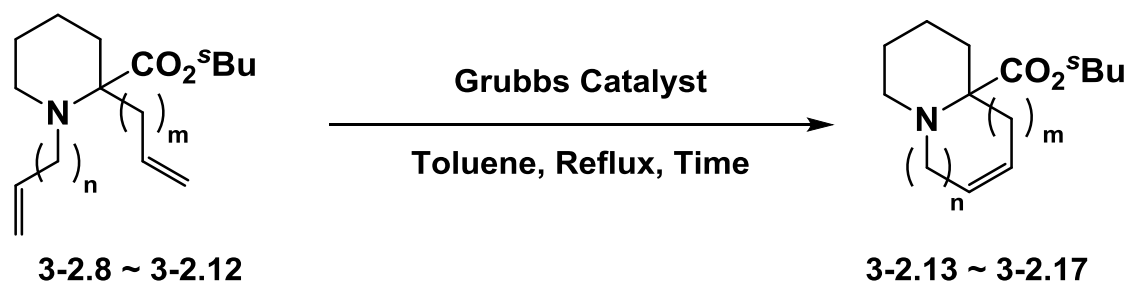 CO₂ˢBu
N
( )m
( )n
3-2.8 ~ 3-2.12
Grubbs Catalyst
Toluene, Reflux, Time
CO₂ˢBu
N
( )m
( )n
3-2.13 ~ 3-2.17